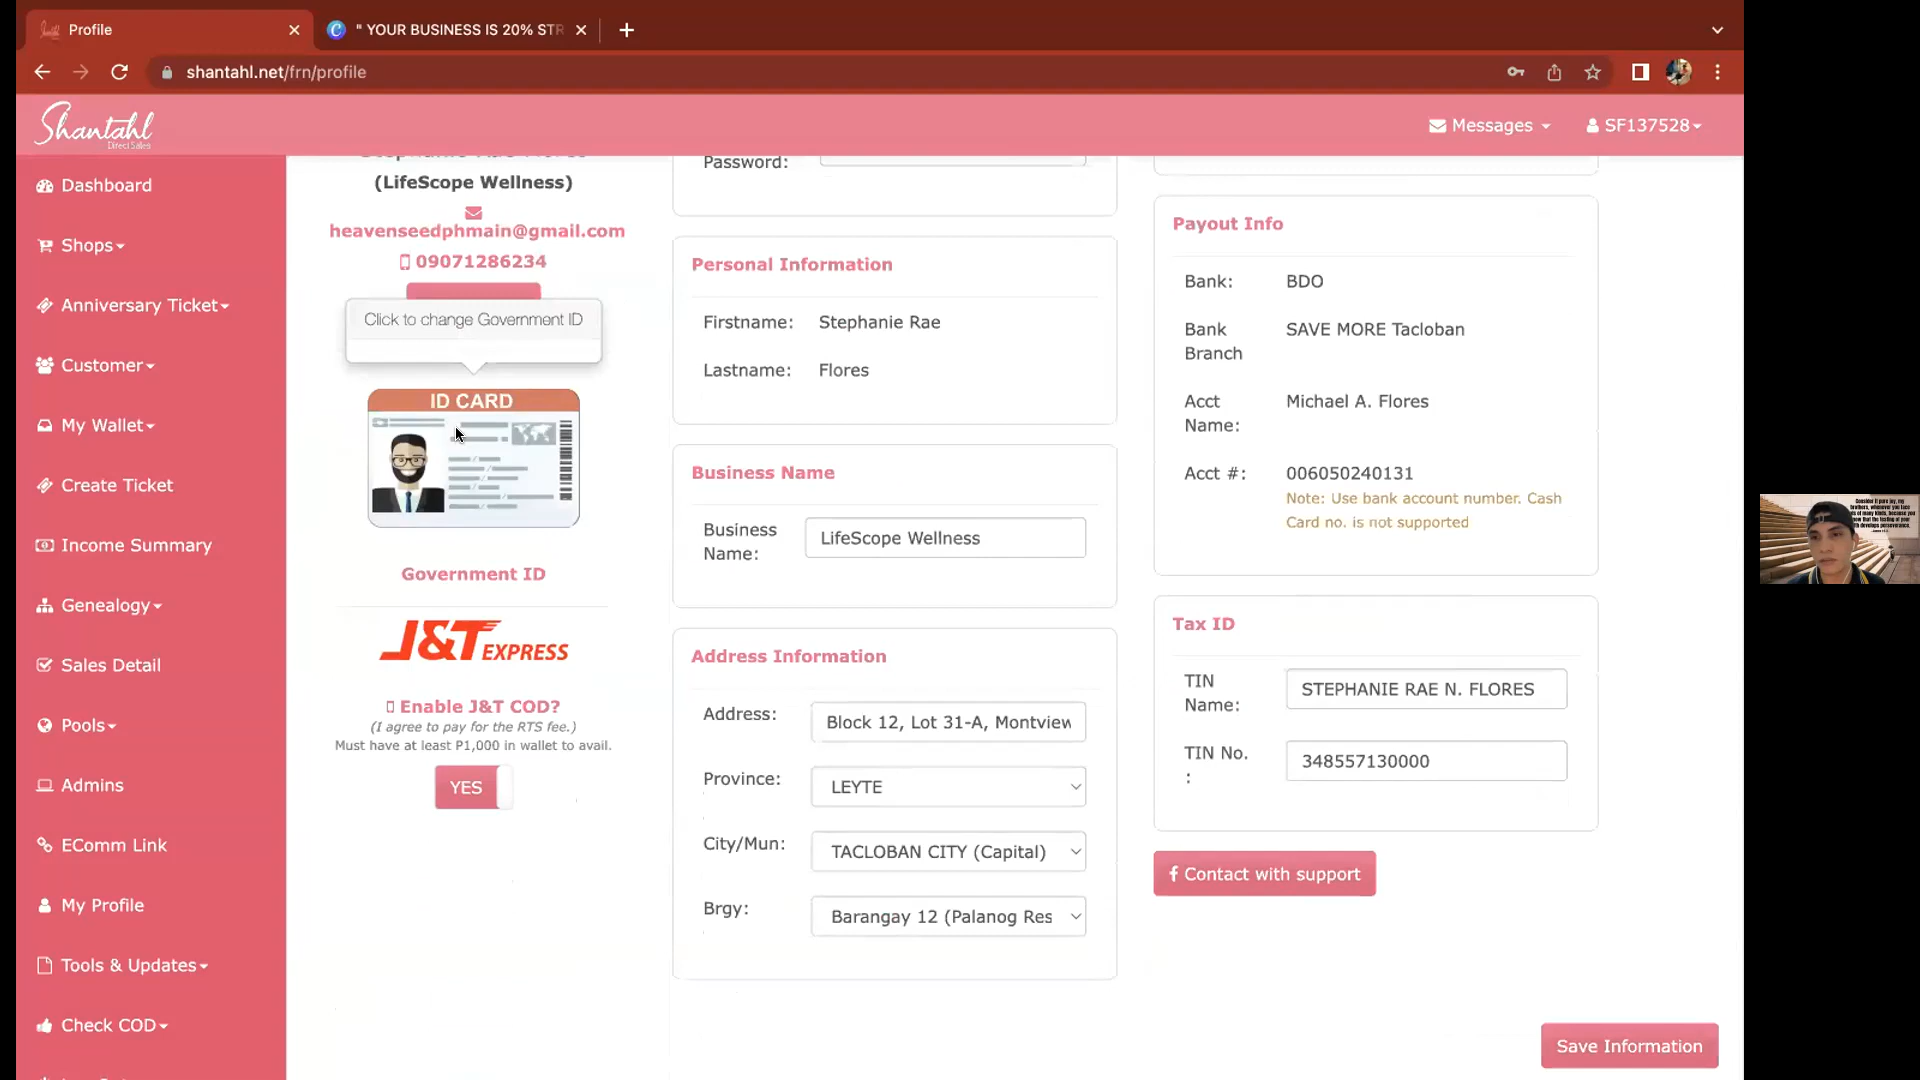 Profile
" YOUR BUSINESS IS 20% STR
shantahl.net/frn/profile
Shantahl
Direct Sales
Messages
SF137528
Dashboard
Shops
Anniversary Ticket
Customer
My Wallet
Create Ticket
Income Summary
Genealogy
Sales Detail
Pools
Admins
EComm Link
My Profile
Tools & Updates
Check COD
(LifeScope Wellness)
heavenseedphmain@gmail.com
09071286234
Click to change Government ID
ID CARD
Government ID
J&T EXPRESS
Enable J&T COD?
(I agree to pay for the RTS fee.)
Must have at least P1,000 in wallet to avail.
YES
Password:
Personal Information
Firstname: Stephanie Rae
Lastname: Flores
Business Name
Business Name: LifeScope Wellness
Address Information
Address: Block 12, Lot 31-A, Montview
Province: LEYTE
City/Mun: TACLOBAN CITY (Capital)
Brgy: Barangay 12 (Palanog Res
Payout Info
Bank: BDO
Bank Branch SAVE MORE Tacloban
Acct Name: Michael A. Flores
Acct #: 006050240131
Note: Use bank account number. Cash
Card no. is not supported
Tax ID
TIN Name: STEPHANIE RAE N. FLORES
TIN No. : 348557130000
Contact with support
Save Information